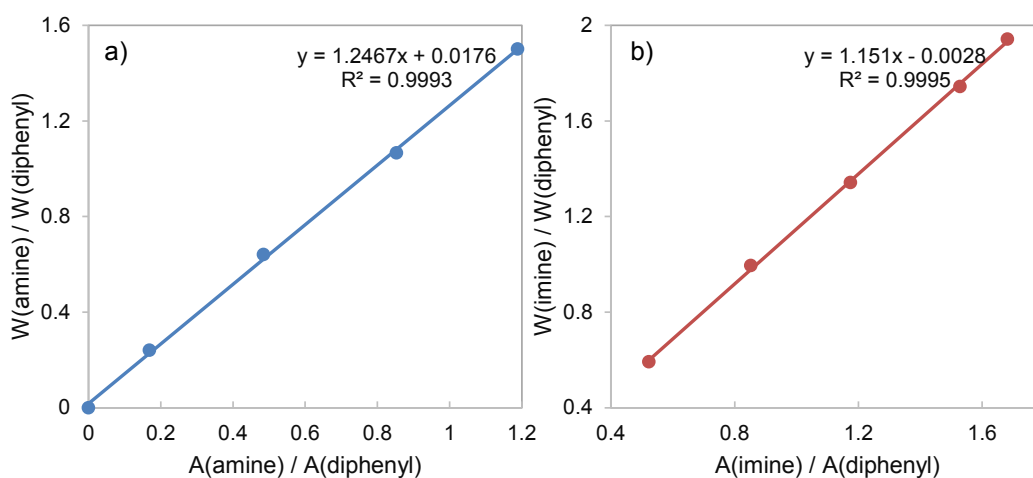 a)
y = 1.2467x + 0.0176
R² = 0.9993
W(amine) / W(diphenyl)
1.6
1.2
0.8
0.4
0
0 0.2 0.4 0.6 0.8 1 1.2
A(amine) / A(diphenyl)
b)
y = 1.151x - 0.0028
R² = 0.9995
W(imine) / W(diphenyl)
2
1.6
1.2
0.8
0.4
0.4 0.8 1.2 1.6
A(imine) / A(diphenyl)